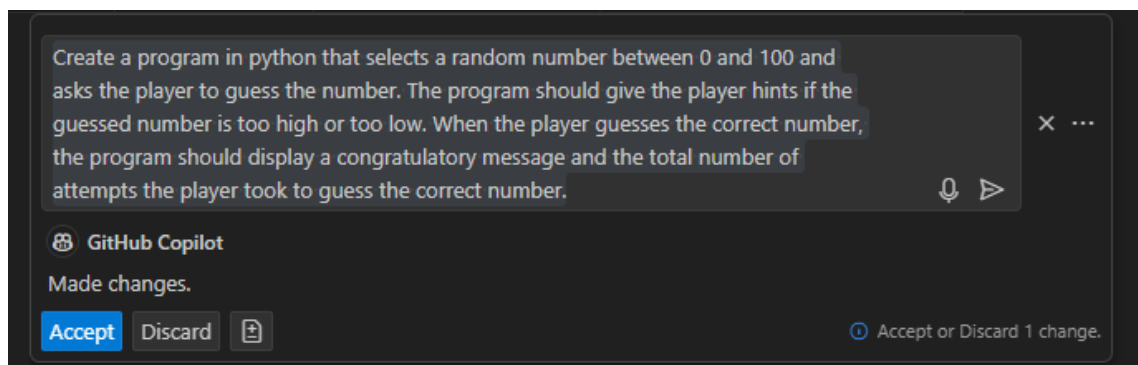 Create a program in python that selects a random number between 0 and 100 and
asks the player to guess the number. The program should give the player hints if the
guessed number is too high or too low. When the player guesses the correct number,
the program should display a congratulatory message and the total number of
attempts the player took to guess the correct number.
GitHub Copilot
Made changes.
Accept Discard
Accept or Discard 1 change.